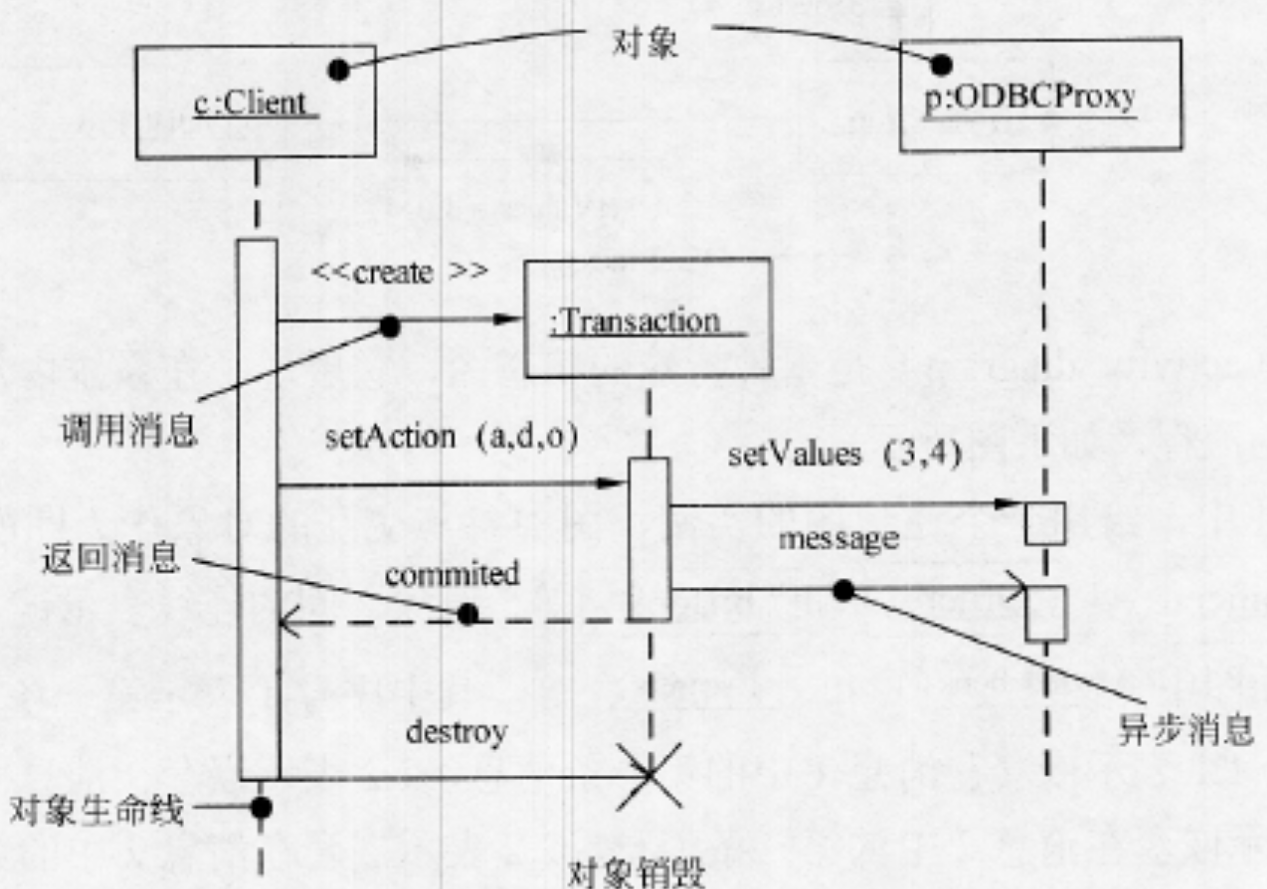 对象
c:Client
p:ODBCProxy
<<create >>
:Transaction
调用消息
setAction (a,d,o)
setValues (3,4)
返回消息
commited
message
destroy
异步消息
对象生命线
对象销毁